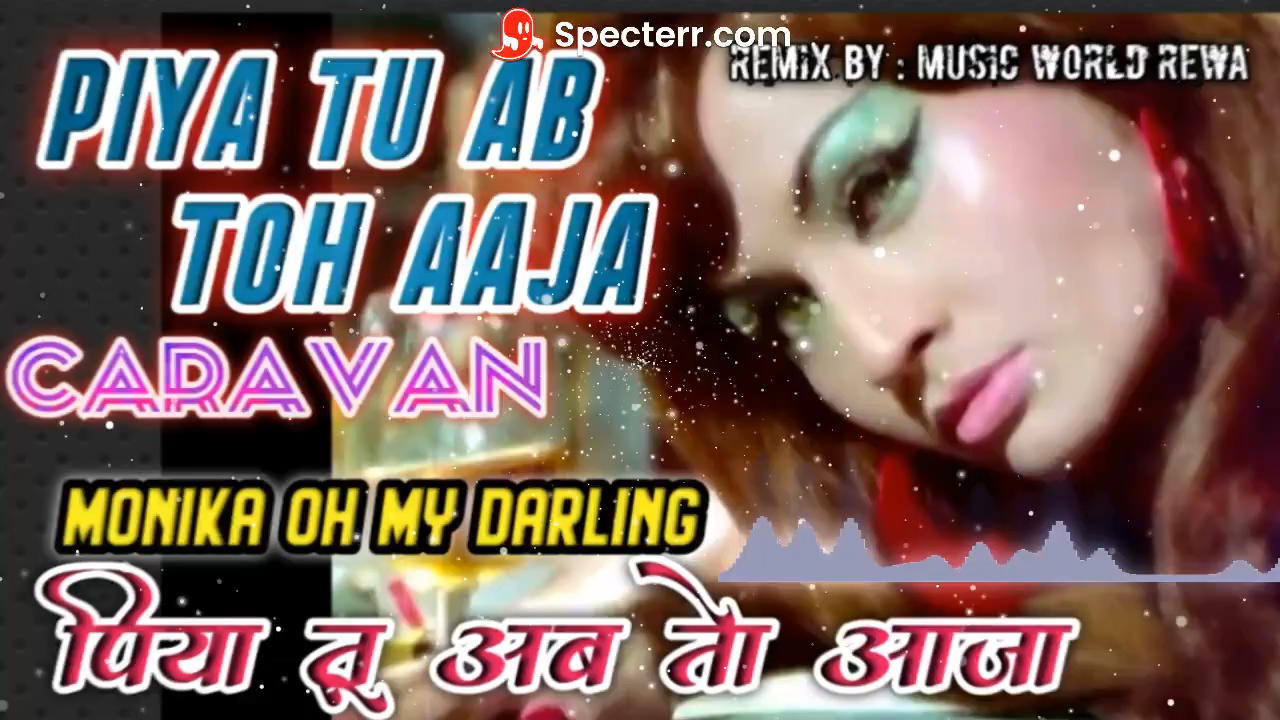 Specterr.com
REMIX BY : MUSIC WORLD REWA
PIYA TU AB
TOH AAJA
CARAVAN
MONIKA OH MY DARLING
पिया तू अब तो आजा